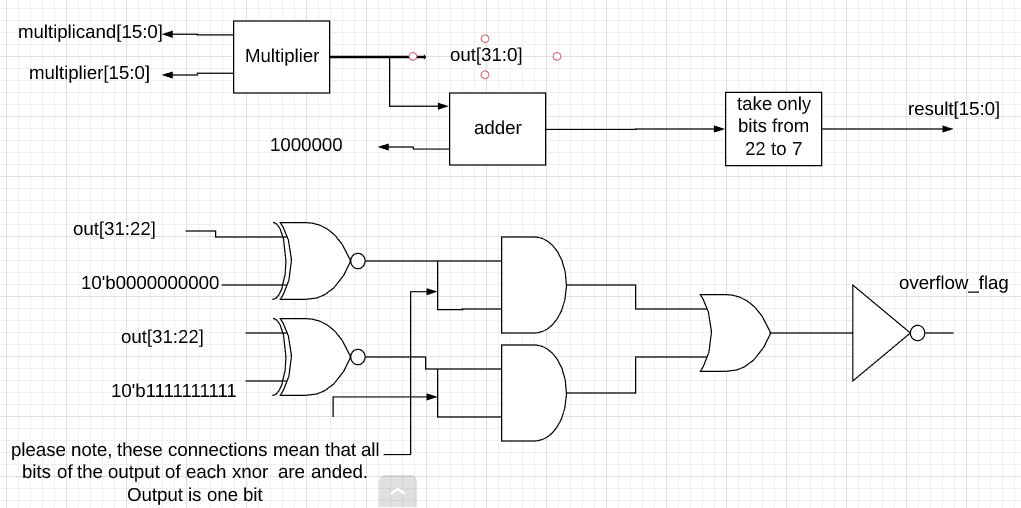 multiplicand[15:0]
Multiplier
out[31:0]
multiplier[15:0]
adder
1000000
take only
bits from
22 to 7
result[15:0]
out[31:22]
10'b0000000000
out[31:22]
10'b1111111111
overflow_flag
please note, these connections mean that all
bits of the output of each xnor are anded.
Output is one bit